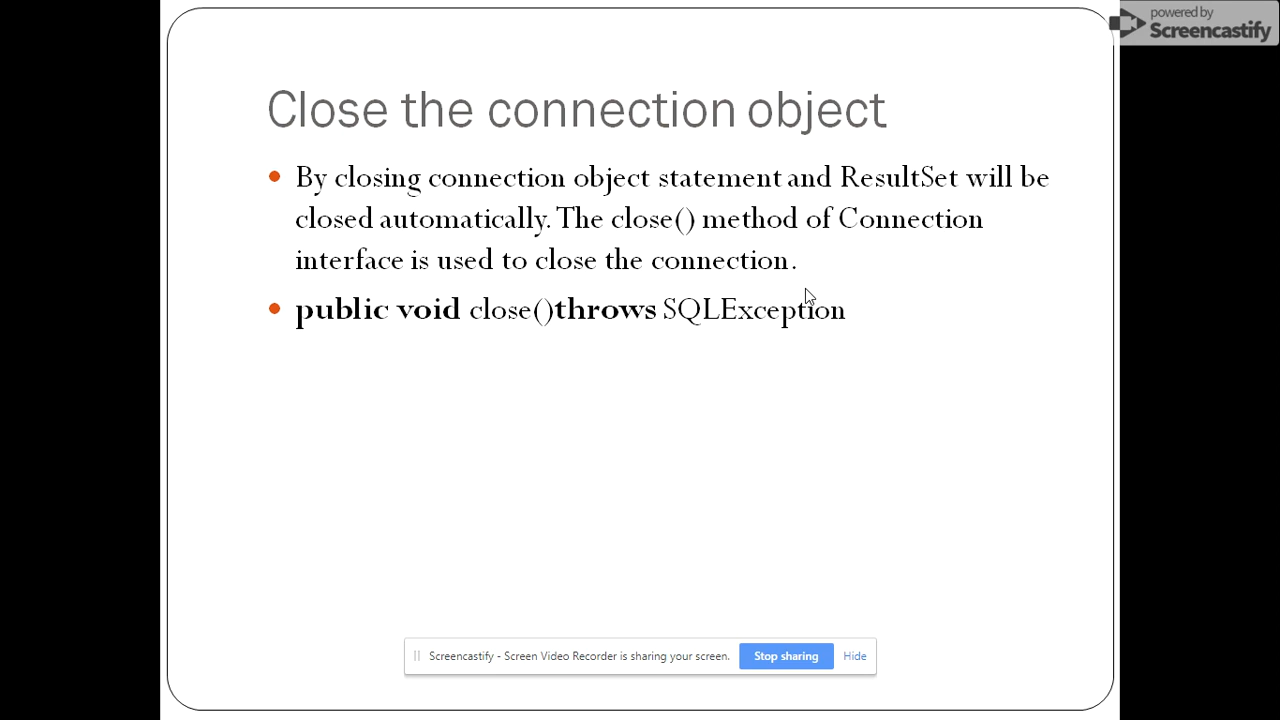 powered by
Screencastify
Close the connection object
By closing connection object statement and ResultSet will be
closed automatically. The close() method of Connection
interface is used to close the connection.
public void close()throws SQLException
Screencastify - Screen Video Recorder is sharing your screen. Stop sharing Hide